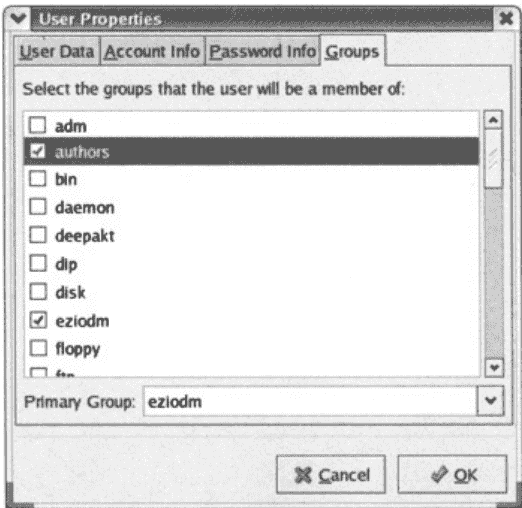 User Properties
User Data Account Info Password Info Groups
Select the groups that the user will be a member of:
adm
authors
bin
daemon
deepakt
dip
disk
eziodm
floppy
ftp
Primary Group: eziodm
Cancel OK